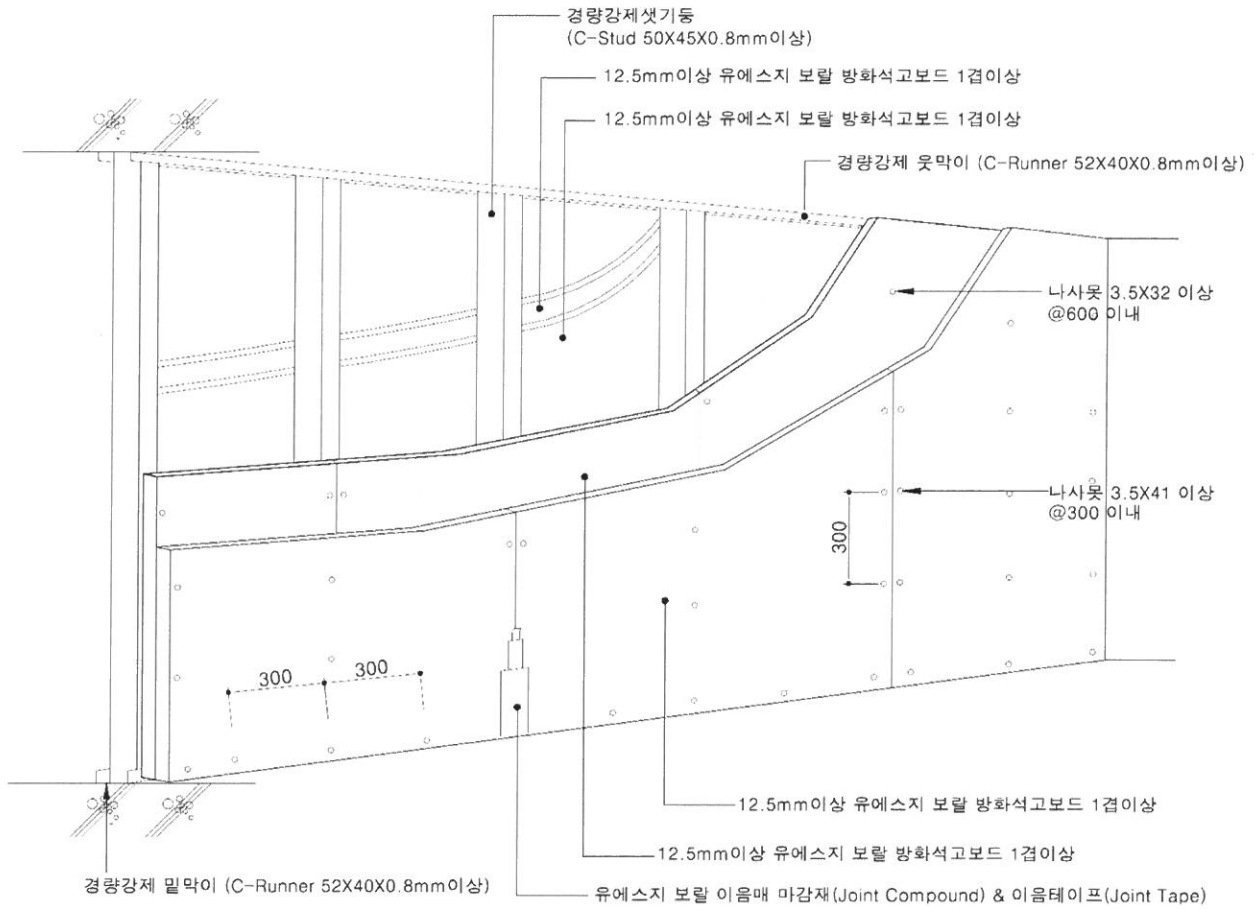 경량강제샛기둥
(C-Stud 50X45X0.8mm이상)
12.5mm이상 유에스지 보랄 방화석고보드 1겹이상
12.5mm이상 유에스지 보랄 방화석고보드 1겹이상
경량강제 윗막이 (C-Runner 52X40X0.8mm이상)
나사못 3.5X32 이상
@600 이내
나사못 3.5X41 이상
@300 이내
300
300
300
12.5mm이상 유에스지 보랄 방화석고보드 1겹이상
12.5mm이상 유에스지 보랄 방화석고보드 1겹이상
경량강제 밑막이 (C-Runner 52X40X0.8mm이상)
유에스지 보랄 이음매 마감재(Joint Compound) & 이음테이프(Joint Tape)